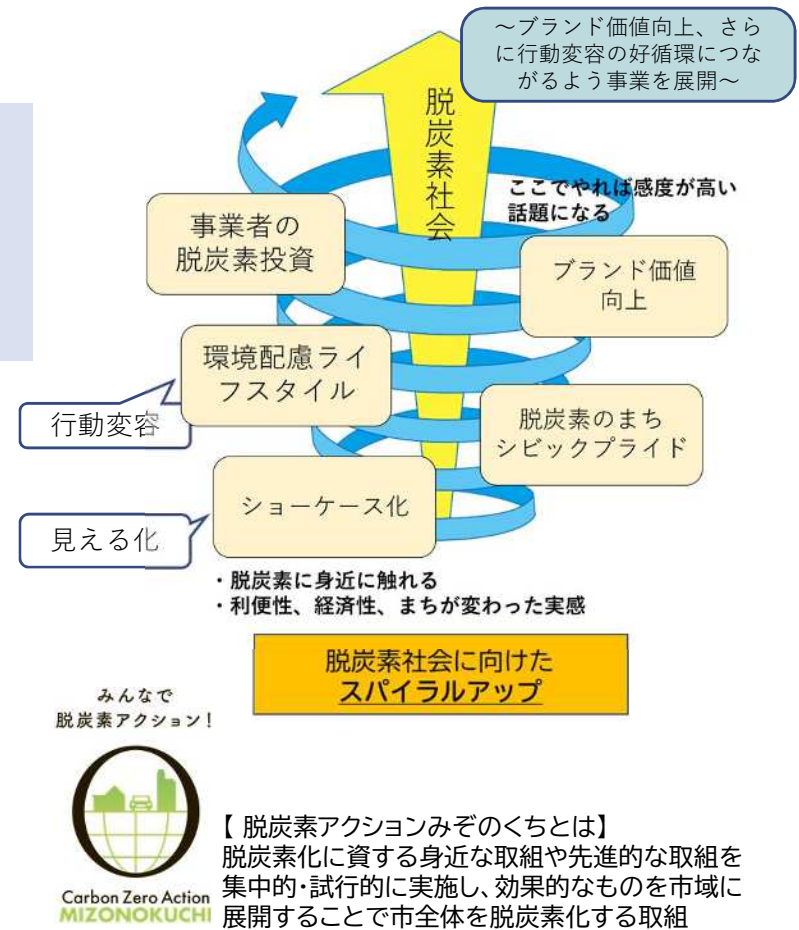 ～ブランド価値向上、さら
に行動変容の好循環につな
がるよう事業を展開～
脱炭素社会
ここでやれば感度が高い
話題になる
事業者の
脱炭素投資
ブランド価値
向上
環境配慮ライ
フスタイル
行動変容
脱炭素のまち
シビックプライド
ショーケース化
見える化
・脱炭素に身近に触れる
・利便性、経済性、まちが変わった実感
脱炭素社会に向けた
スパイラルアップ
みんなで
脱炭素アクション！
Carbon Zero Action
MIZONOKUCHI
【 脱炭素アクションみぞのくちとは】
脱炭素化に資する身近な取組や先進的な取組を
集中的・試行的に実施し、効果的なものを市域に
展開することで市全体を脱炭素化する取組